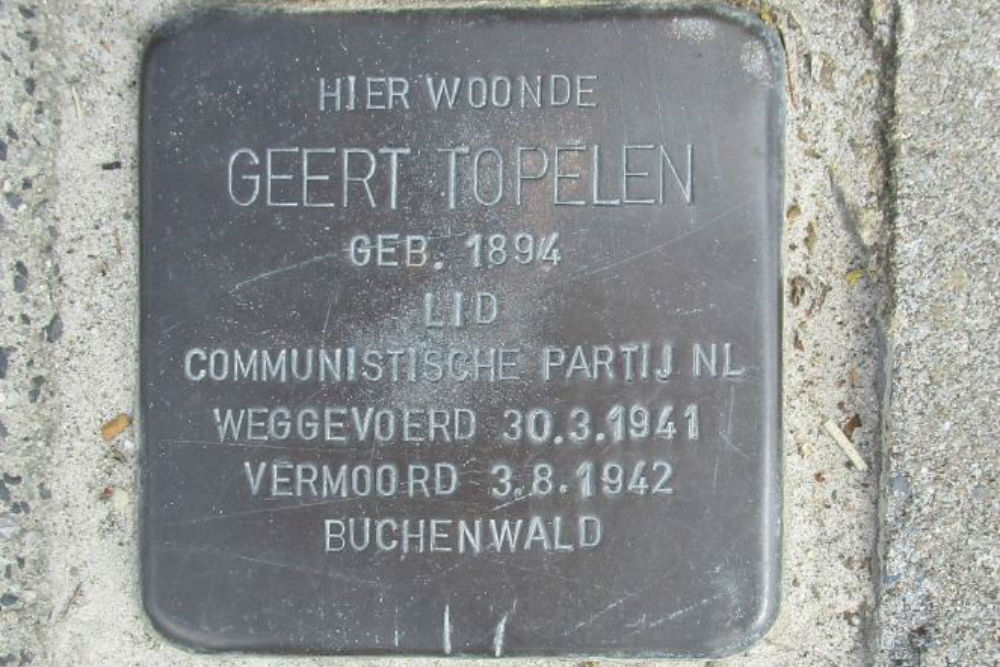 HIER WOONDE
GEERT TOPELEN
GEB. 1894
LID
COMMUNISTISCHE PARTIJ NL
WEGGEVOERD 30.3.1941
VERMOORD 3.8.1942
BUCHENWALD